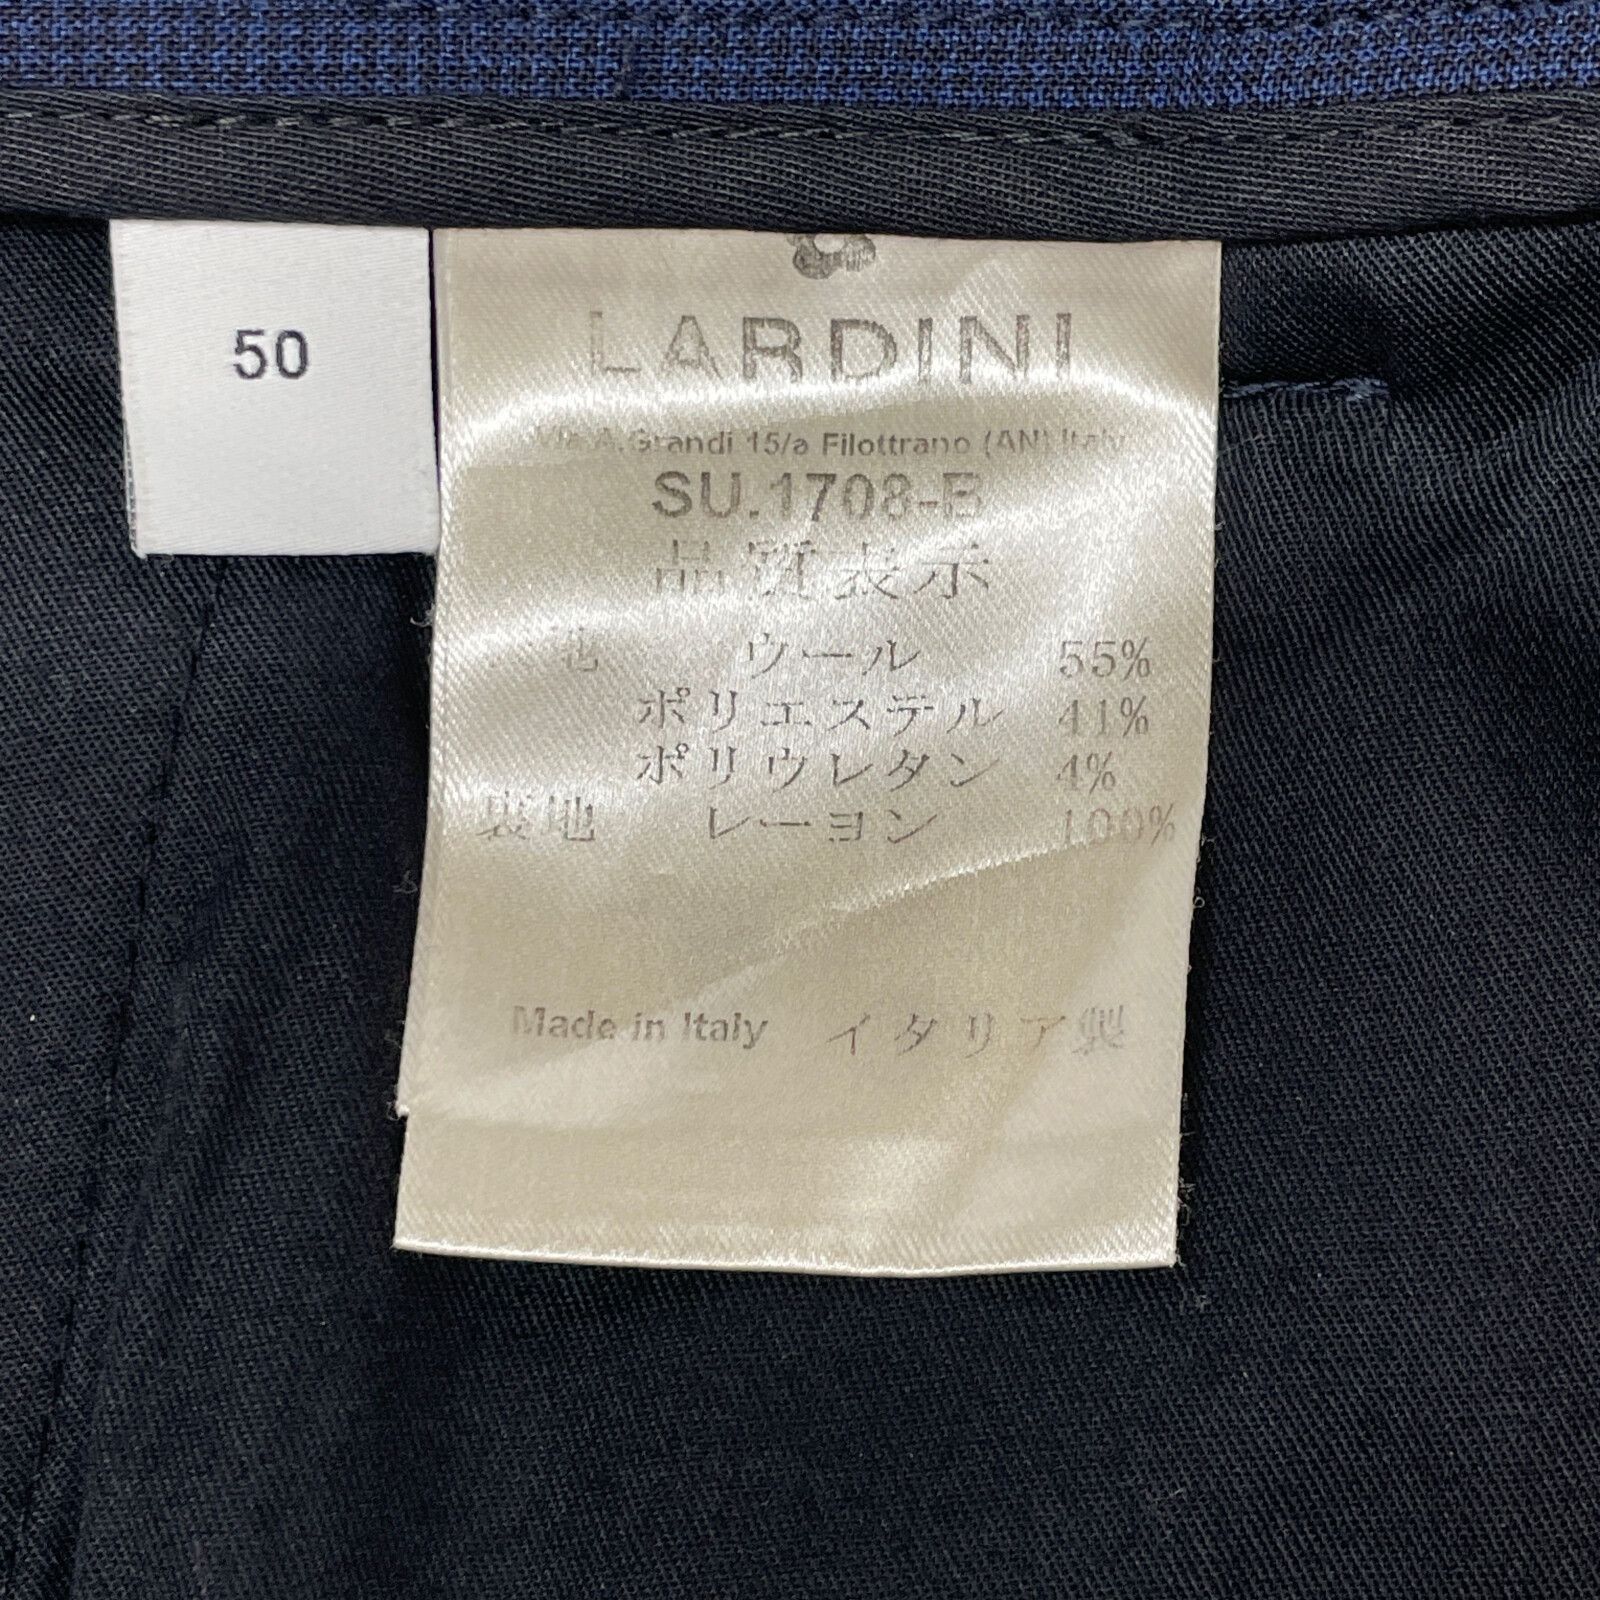 50
LARDINI
Via A.Grandi 15/a Filottrano (AN) Italy
SU.1708-B
品質表示
地 ウール 55%
ポリエステル 41%
ポリウレタン 4%
裏地 レーヨン 100%
Made in Italy イタリア製